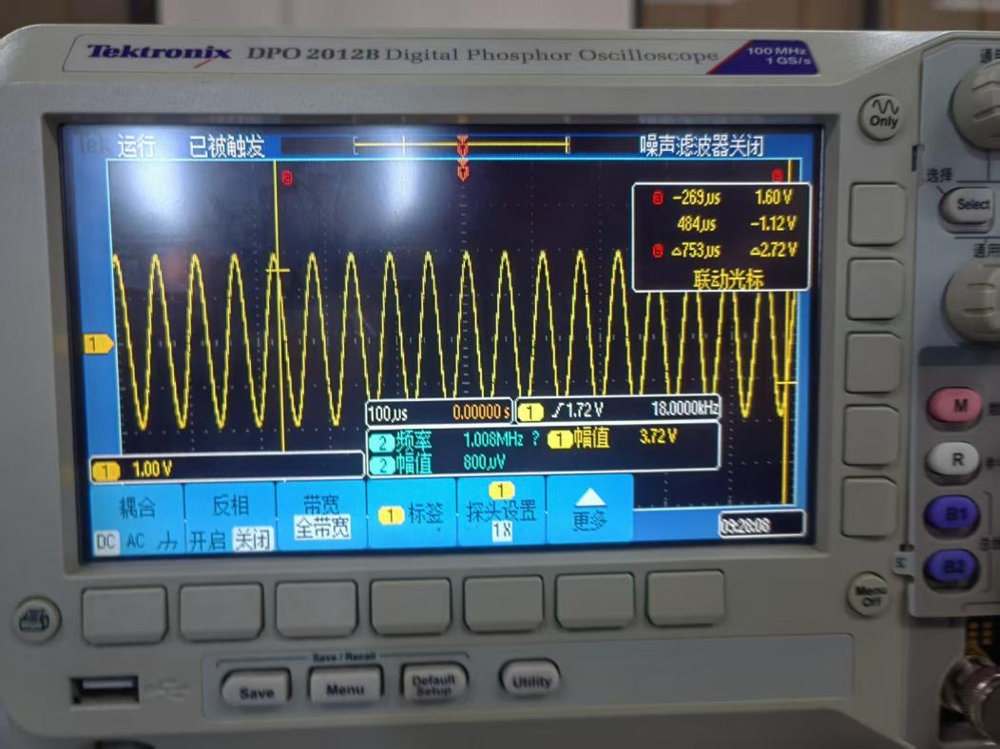 Tektronix DPO 2012B Digital Phosphor Oscilloscope 100 MHz
1 GS/s
Tek 运行 已被触发 噪声滤波器关闭
-269μs 1.60 V
484μs -1.12 V
△753μs △2.72 V
联动光标
1
100μs 0.00000 s 1 1.72 V 18.0000kHz
2 频率 1.008MHz ? 1 幅值 3.72 V
2 幅值 800μV
1 1.00 V
耦合 反相 带宽 1 标签 1 探头设置 更多
DC AC 开启 关闭 全带宽 1X
09:28:08
Only
选择
Select
通用
通用
M
R
B1
B2
Menu
Off
Save / Recall
Save Menu Default
Setup Utility